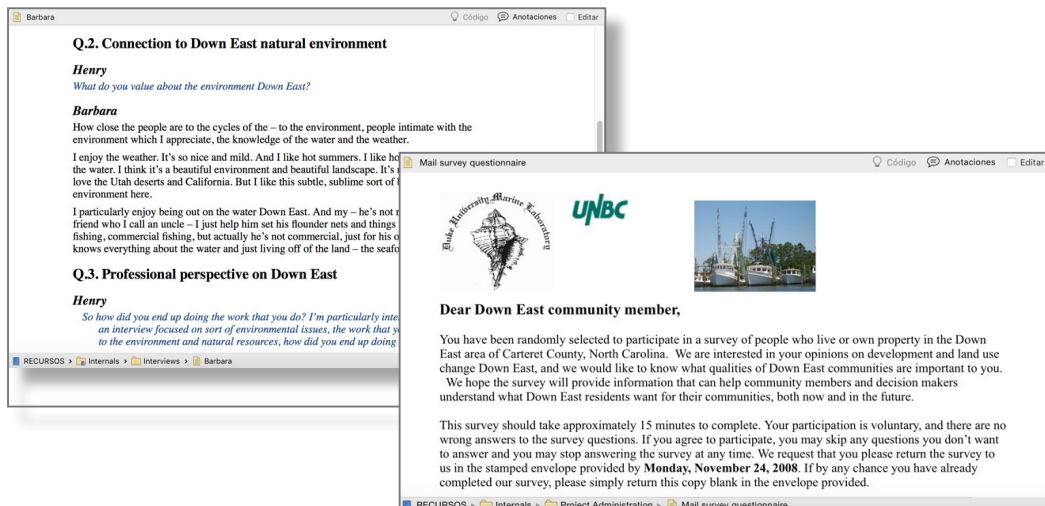 Barbara
Código Anotaciones Editar
Q.2. Connection to Down East natural environment
Henry
What do you value about the environment Down East?
Barbara
How close the people are to the cycles of the – to the environment, people intimate with the
environment which I appreciate, the knowledge of the water and the weather.
I enjoy the weather. It's so nice and mild. And I like hot summers. I like
the water. I think it's a beautiful environment and beautiful landscape. It's
love the Utah deserts and California. But I like this subtle, sublime sort of
environment here.
I particularly enjoy being out on the water Down East. And my – he's not
friend who I call an uncle – I just help him set his flounder nets and things
fishing, commercial fishing, but actually he's not commercial, just for his
knows everything about the water and just living off of the land – the
Q.3. Professional perspective on Down East
Henry
So how did you end up doing the work that you do? I'm particularly
an interview focused on sort of environmental issues, the work that
to the environment and natural resources, how did you end up doing
RECURSOS > Internals > Interviews > Barbara
Mail survey questionnaire
Código Anotaciones Editar
Duke University Marine Laboratory
UNBC
Dear Down East community member,
You have been randomly selected to participate in a survey of people who live or own property in the Down
East area of Carteret County, North Carolina. We are interested in your opinions on development and land use
change Down East, and we would like to know what qualities of Down East communities are important to you.
We hope the survey will provide information that can help community members and decision makers
understand what Down East residents want for their communities, both now and in the future.
This survey should take approximately 15 minutes to complete. Your participation is voluntary, and there are no
wrong answers to the survey questions. If you agree to participate, you may skip any questions you don't want
to answer and you may stop answering the survey at any time. We request that you please return the survey to
us in the stamped envelope provided by Monday, November 24, 2008. If by any chance you have already
completed our survey, please simply return this copy blank in the envelope provided.
RECURSOS > Internals > Project Administration > Mail survey questionnaire